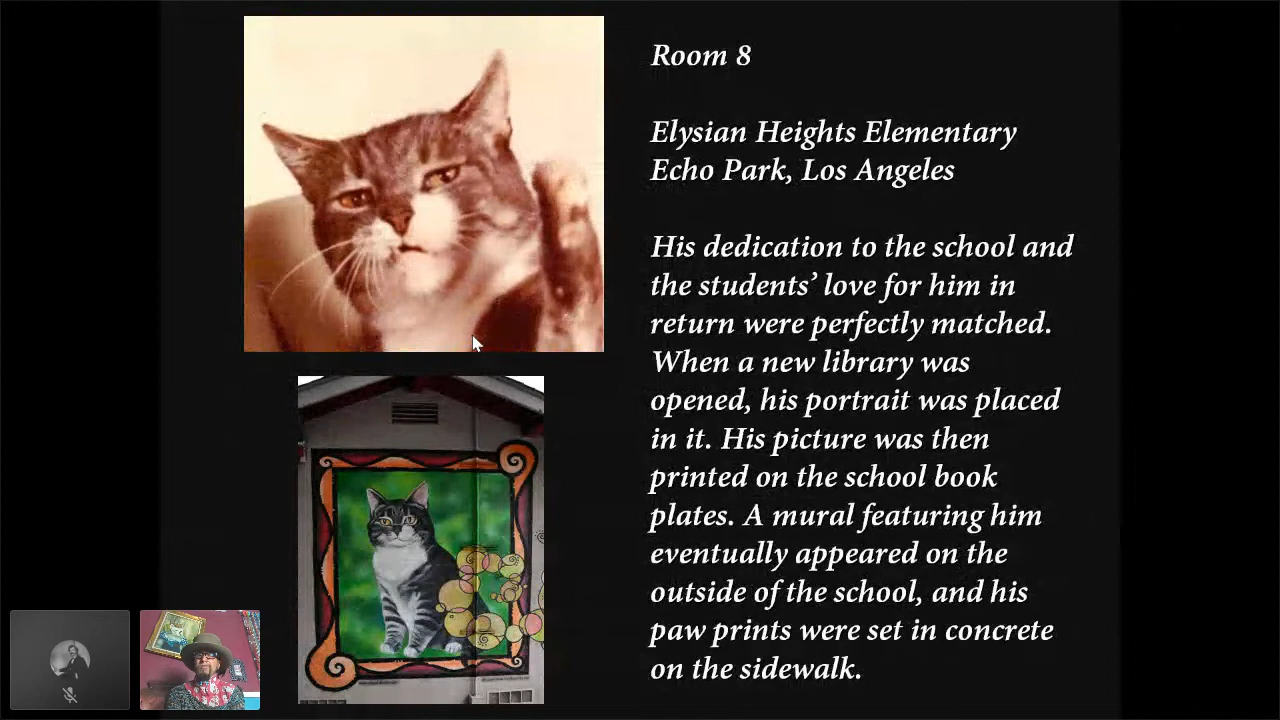 Room 8
Elysian Heights Elementary
Echo Park, Los Angeles
His dedication to the school and
the students’ love for him in
return were perfectly matched.
When a new library was
opened, his portrait was placed
in it. His picture was then
printed on the school book
plates. A mural featuring him
eventually appeared on the
outside of the school, and his
paw prints were set in concrete
on the sidewalk.